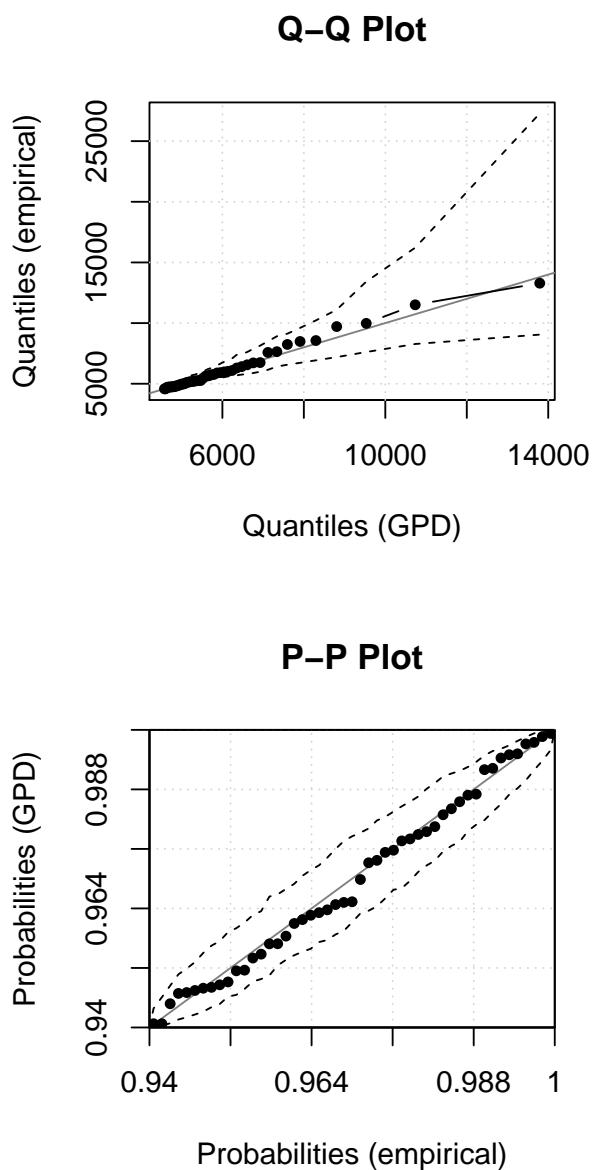 Q−Q Plot
Quantiles (empirical)
25000
15000
5000
6000 10000 14000
Quantiles (GPD)
P−P Plot
Probabilities (GPD)
0.988
0.964
0.94
0.94 0.964 0.988 1
Probabilities (empirical)